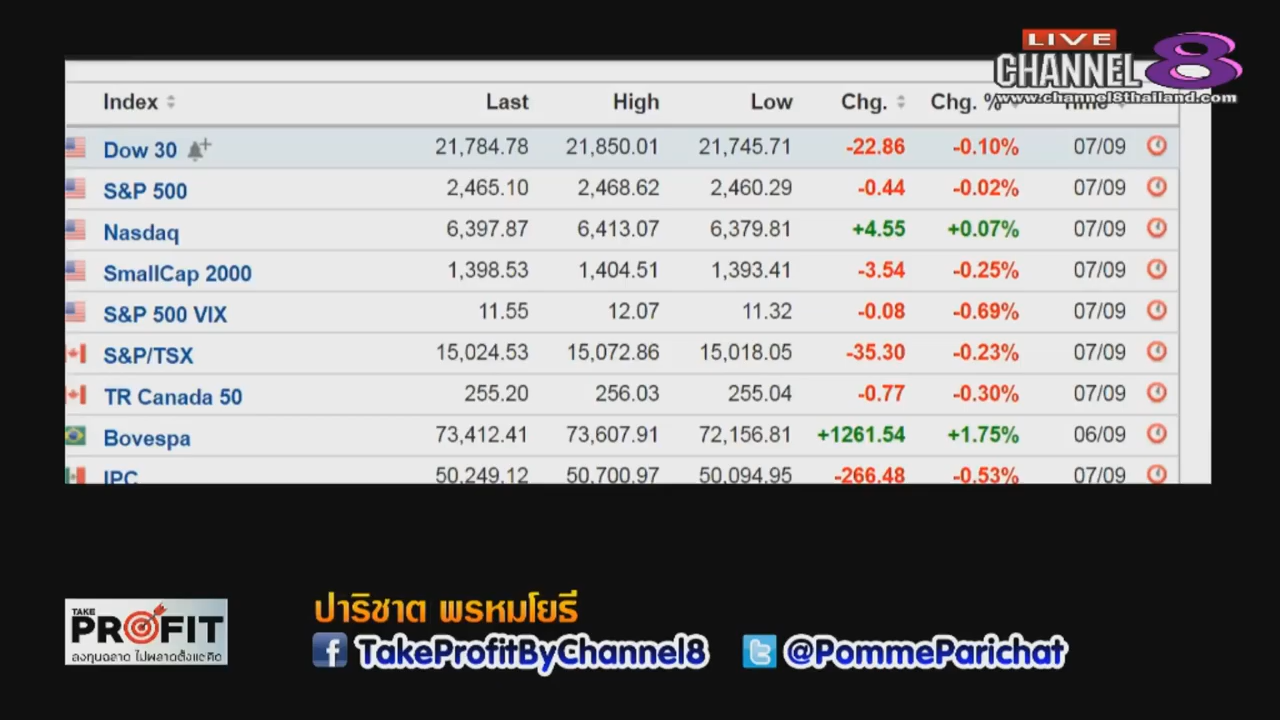 LIVE
CHANNEL 8
www.channel8thailand.com
Index Last High Low Chg. Chg. % Time
Dow 30 21,784.78 21,850.01 21,745.71 -22.86 -0.10% 07/09
S&P 500 2,465.10 2,468.62 2,460.29 -0.44 -0.02% 07/09
Nasdaq 6,397.87 6,413.07 6,379.81 +4.55 +0.07% 07/09
SmallCap 2000 1,398.53 1,404.51 1,393.41 -3.54 -0.25% 07/09
S&P 500 VIX 11.55 12.07 11.32 -0.08 -0.69% 07/09
S&P/TSX 15,024.53 15,072.86 15,018.05 -35.30 -0.23% 07/09
TR Canada 50 255.20 256.03 255.04 -0.77 -0.30% 07/09
Bovespa 73,412.41 73,607.91 72,156.81 +1261.54 +1.75% 06/09
IPC 50,249.12 50,700.97 50,094.95 -266.48 -0.53% 07/09
TAKE
PROFIT
ลงทุนฉลาด ไม่พลาดตั้งแต่คิด
ปาริชาต พรหมโยธี
TakeProfitByChannel8 @PommeParichat